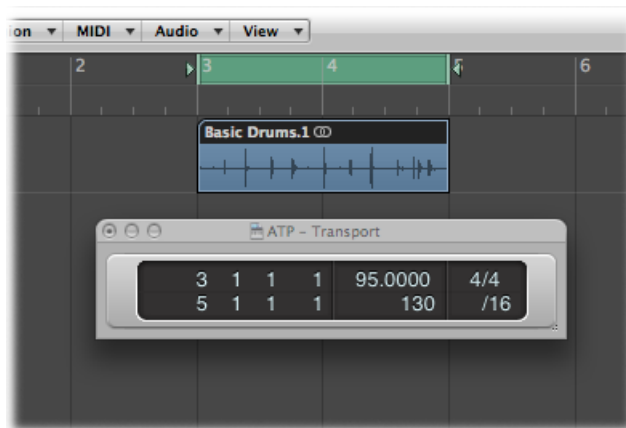 ion MIDI Audio View
2 3 4 5 6
Basic Drums.1
ATP - Transport
3 1 1 1 95.0000 4/4
5 1 1 1 130 /16